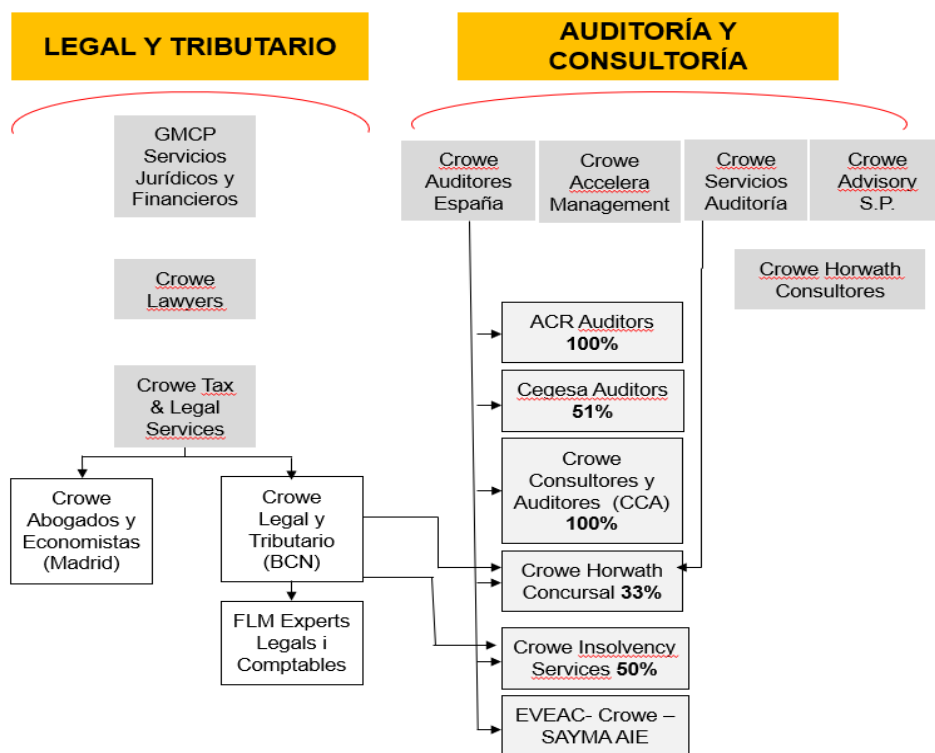 LEGAL Y TRIBUTARIO
AUDITORÍA Y
CONSULTORÍA
GMCP
Servicios
Jurídicos y
Financieros
Crowe
Lawyers
Crowe Tax
& Legal
Services
Crowe
Abogados y
Economistas
(Madrid)
Crowe
Legal y
Tributario
(BCN)
FLM Experts
Legals i
Comptables
Crowe
Auditores
España
Crowe
Accelera
Management
Crowe
Servicios
Auditoría
Crowe
Advisory
S.P.
Crowe Horwath
Consultores
ACR Auditors
100%
Cegesa Auditors
51%
Crowe
Consultores y
Auditores (CCA)
100%
Crowe Horwath
Concursal 33%
Crowe Insolvency
Services 50%
EVEAC- Crowe –
SAYMA AIE